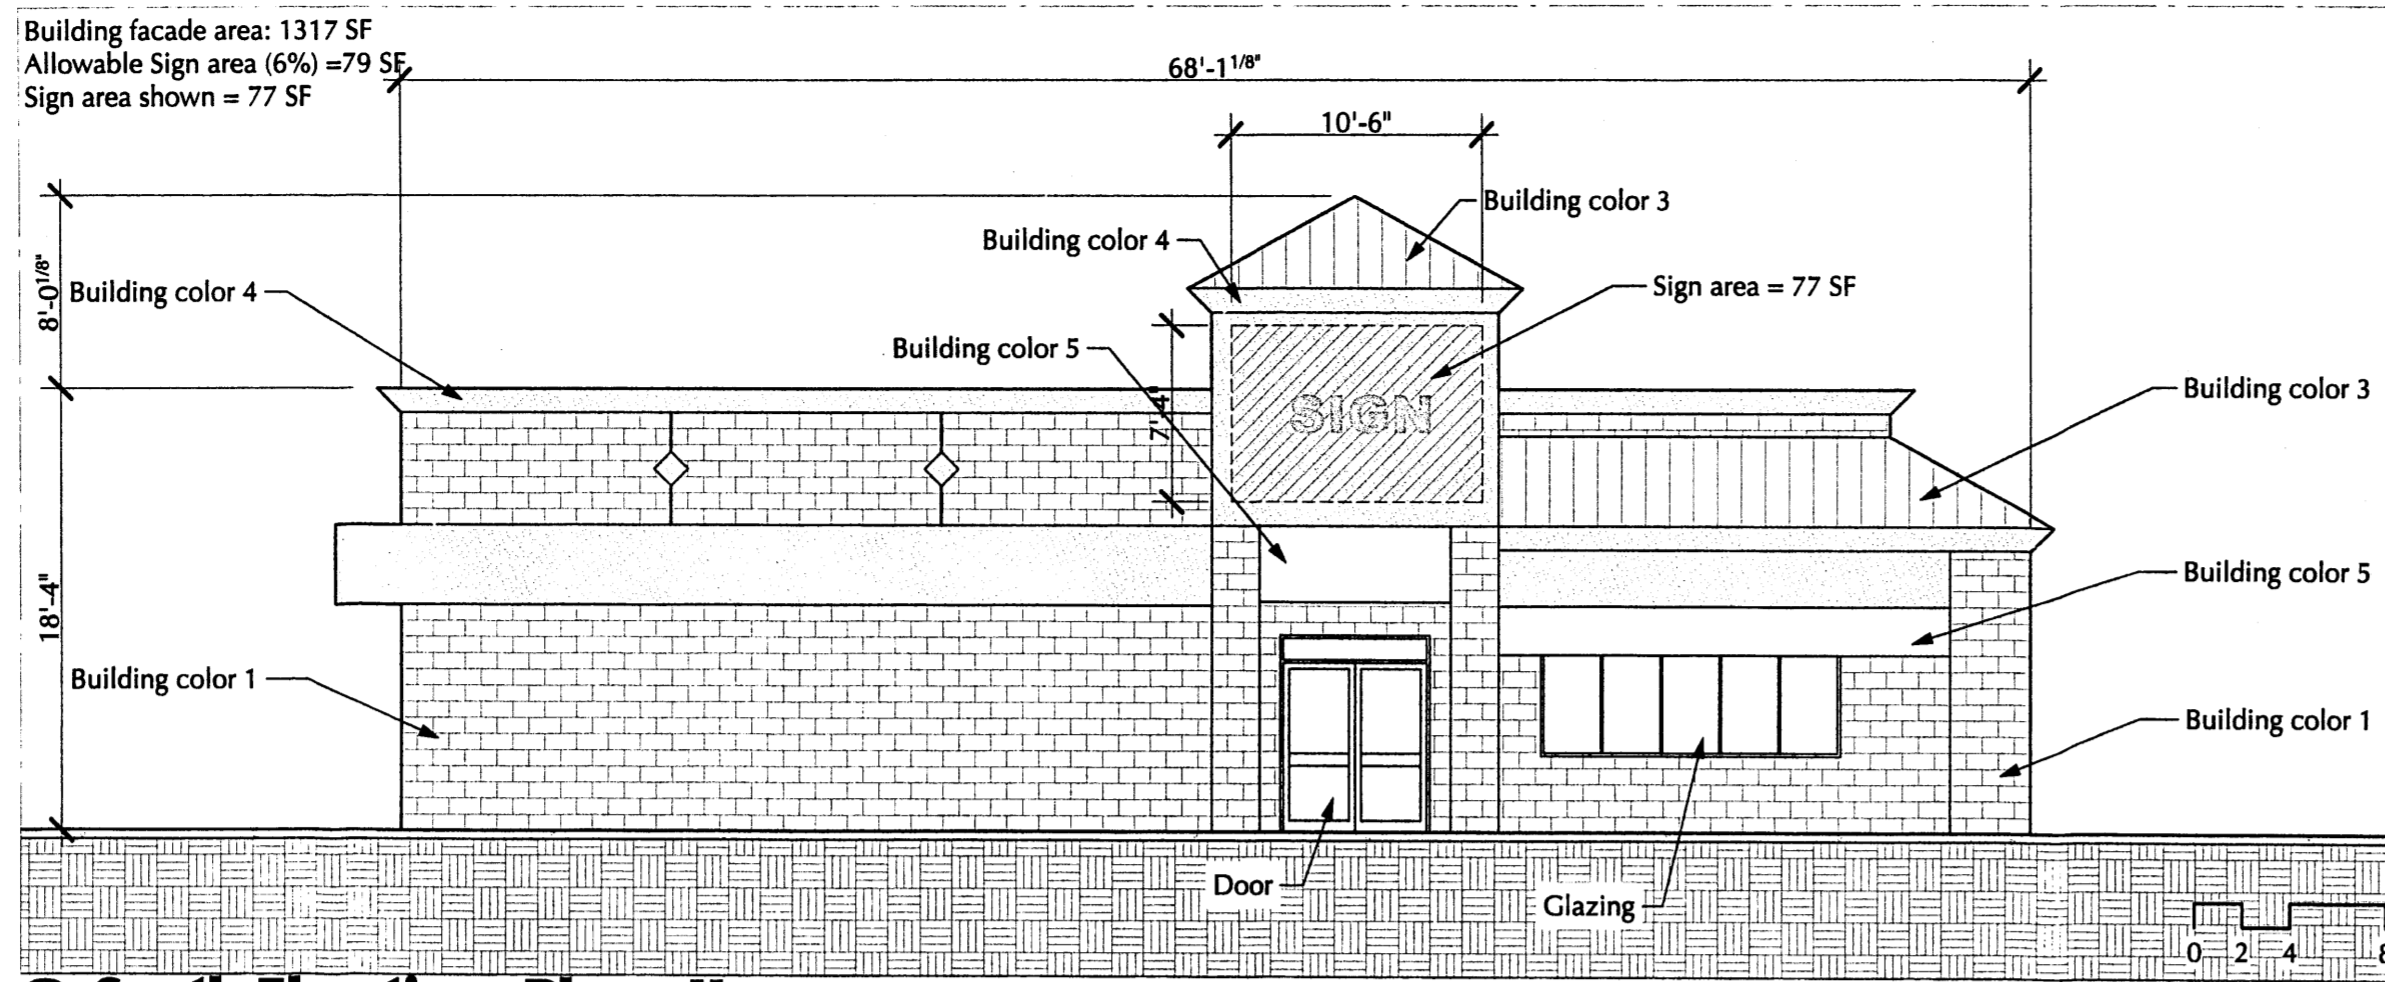 Building facade area: 1317 SF
Allowable Sign area (6%) =79 SF
Sign area shown = 77 SF
68'-1 1/8"
10'-6"
Building color 3
Building color 4
8'-0 1/8"
Building color 4
Sign area = 77 SF
Building color 5
7'-4"
SIGN
Building color 3
18'-4"
Building color 5
Building color 1
Building color 1
Door
Glazing
0 2 4 8